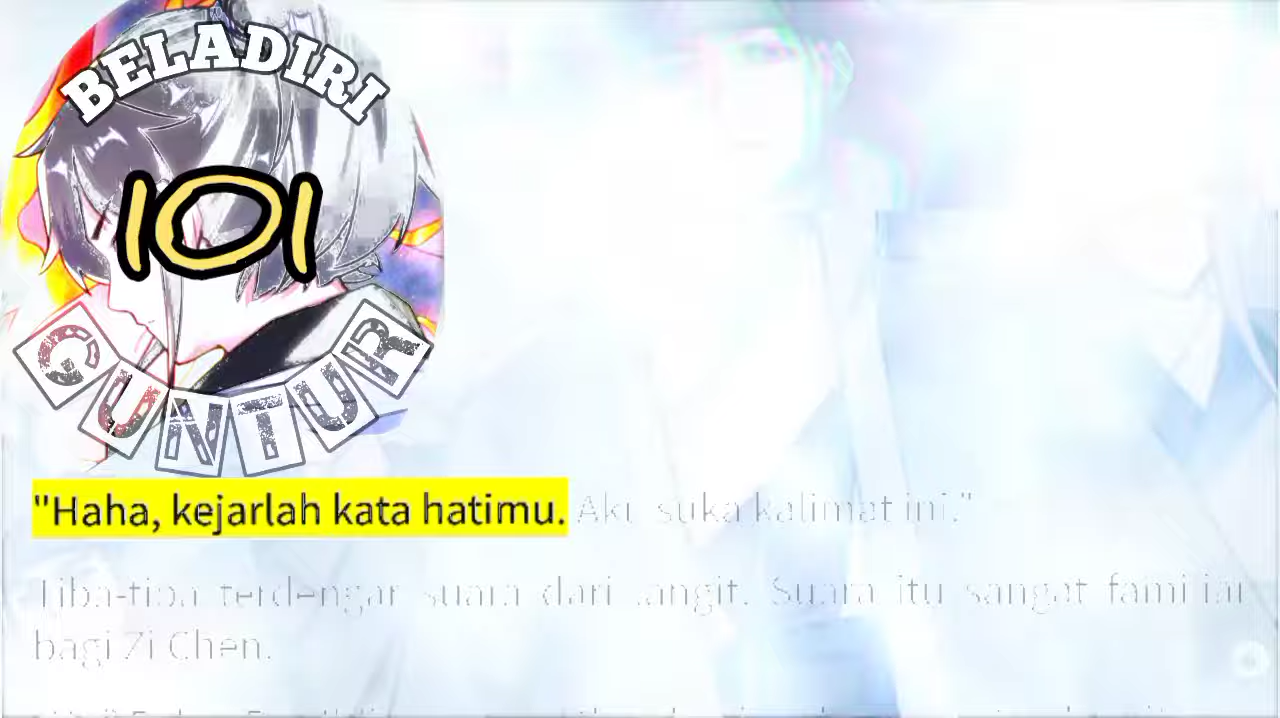 BELADIRI
101
GUNTUR
"Haha, kejarlah kata hatimu. Aku suka kalimat ini."
Tiba-tiba terdengar suara dari langit. Suara itu sangat familiar
bagi Zi Chen.